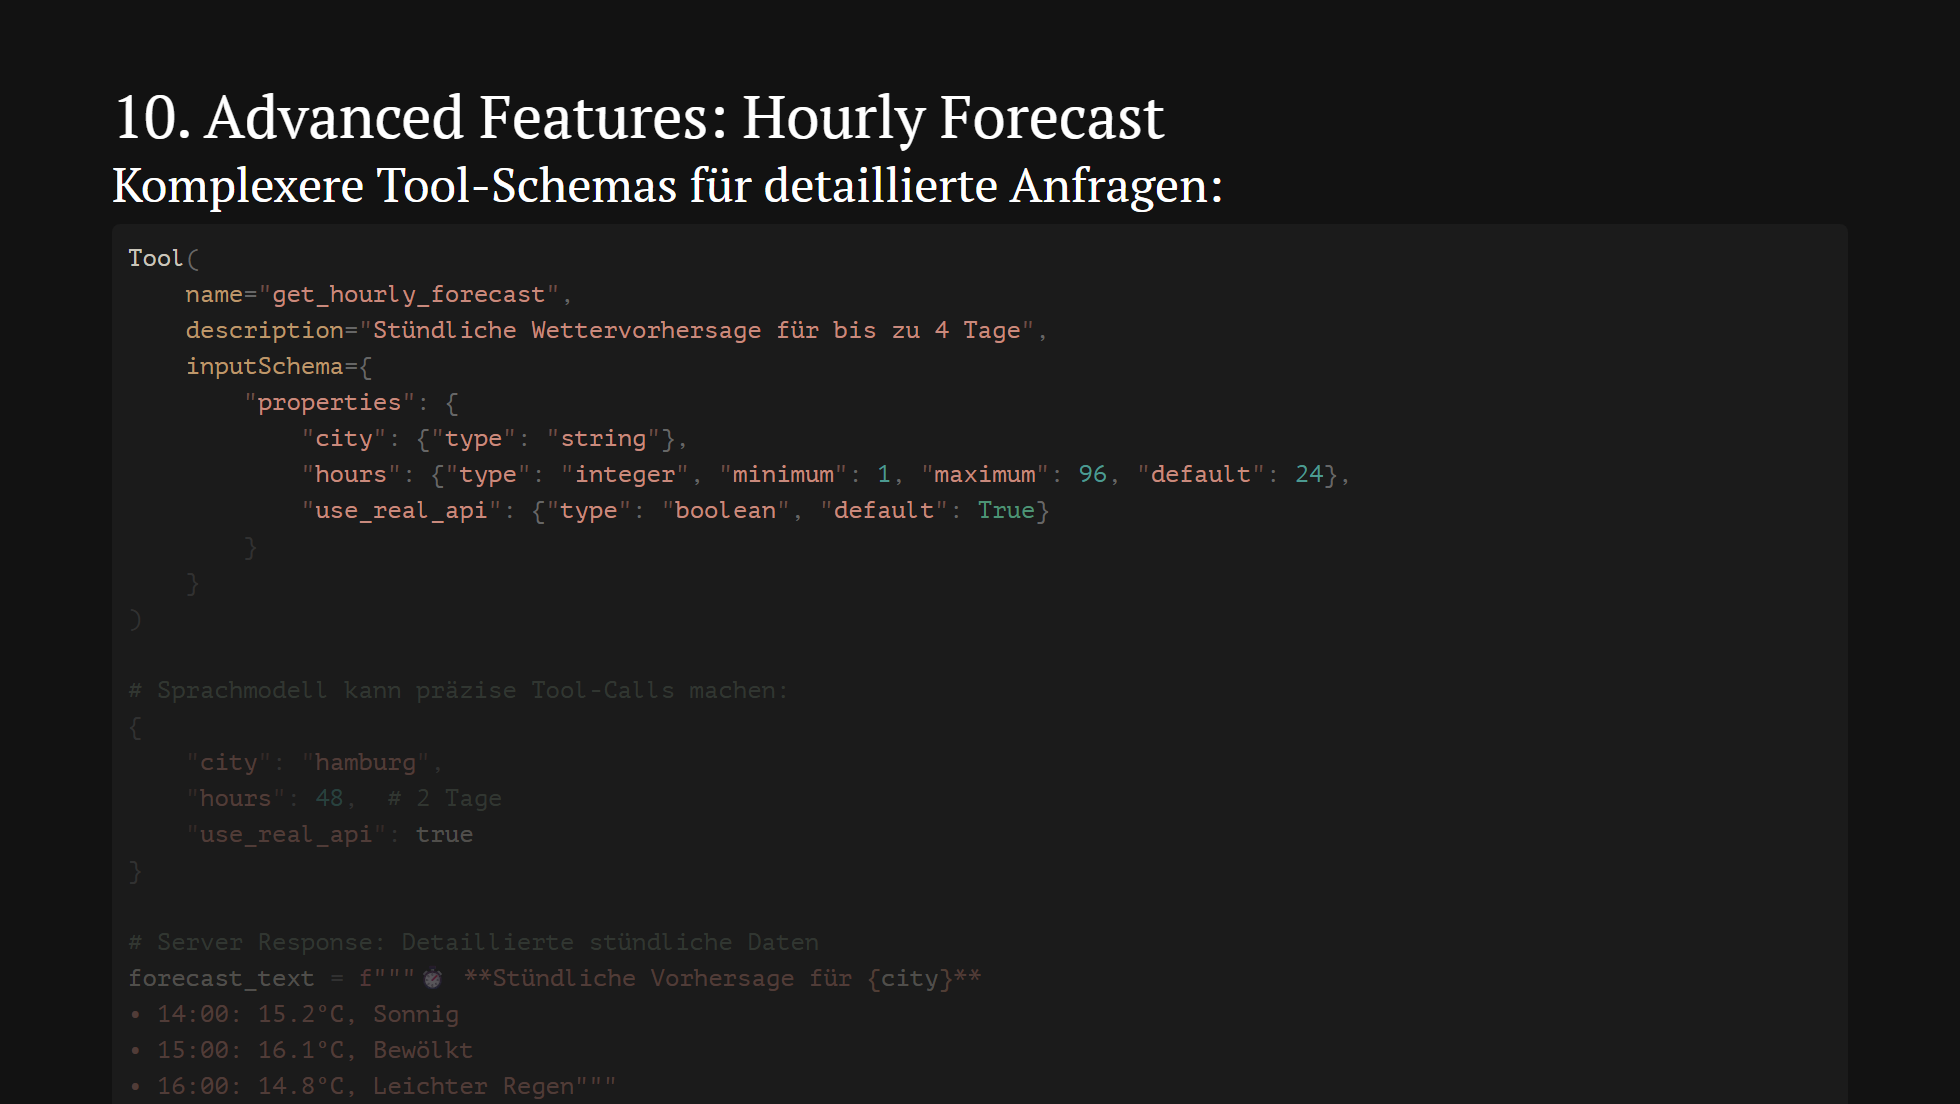 10. Advanced Features: Hourly Forecast
Komplexere Tool-Schemas für detaillierte Anfragen:
Tool(
    name="get_hourly_forecast",
    description="Stündliche Wettervorhersage für bis zu 4 Tage",
    inputSchema={
        "properties": {
            "city": {"type": "string"},
            "hours": {"type": "integer", "minimum": 1, "maximum": 96, "default": 24},
            "use_real_api": {"type": "boolean", "default": True}
        }
    }
)
# Sprachmodell kann präzise Tool-Calls machen:
{
    "city": "hamburg",
    "hours": 48,  # 2 Tage
    "use_real_api": true
}
# Server Response: Detaillierte stündliche Daten
forecast_text = f"""⏰ **Stündliche Vorhersage für {city}**
• 14:00: 15.2°C, Sonnig
• 15:00: 16.1°C, Bewölkt
• 16:00: 14.8°C, Leichter Regen"""